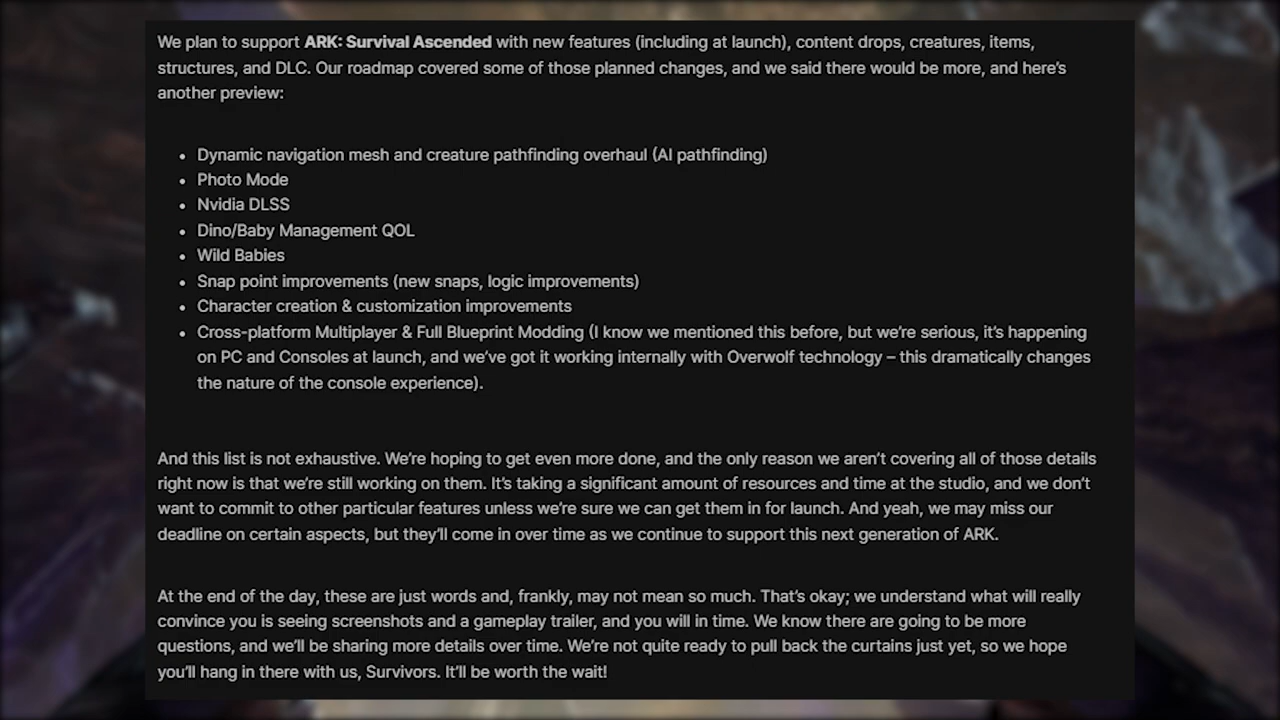 We plan to support ARK: Survival Ascended with new features (including at launch), content drops, creatures, items,
structures, and DLC. Our roadmap covered some of those planned changes, and we said there would be more, and here's
another preview:
• Dynamic navigation mesh and creature pathfinding overhaul (AI pathfinding)
• Photo Mode
• Nvidia DLSS
• Dino/Baby Management QOL
• Wild Babies
• Snap point improvements (new snaps, logic improvements)
• Character creation & customization improvements
• Cross-platform Multiplayer & Full Blueprint Modding (I know we mentioned this before, but we're serious, it's happening
on PC and Consoles at launch, and we've got it working internally with Overwolf technology – this dramatically changes
the nature of the console experience).
And this list is not exhaustive. We're hoping to get even more done, and the only reason we aren't covering all of those details
right now is that we're still working on them. It's taking a significant amount of resources and time at the studio, and we don't
want to commit to other particular features unless we're sure we can get them in for launch. And yeah, we may miss our
deadline on certain aspects, but they'll come in over time as we continue to support this next generation of ARK.
At the end of the day, these are just words and, frankly, may not mean so much. That's okay; we understand what will really
convince you is seeing screenshots and a gameplay trailer, and you will in time. We know there are going to be more
questions, and we'll be sharing more details over time. We're not quite ready to pull back the curtains just yet, so we hope
you'll hang in there with us, Survivors. It'll be worth the wait!